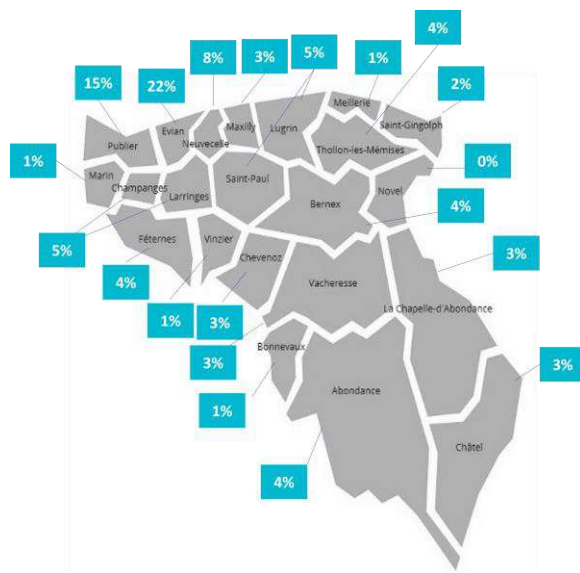 4%
5%
3%
8%
1%
15%
22%
2%
Meillerie
Evian
Maxilly
Lugrin
Saint-Gingolph
Publier
Neuvecelle
Thollon-les-Mémises
1%
0%
Marin
Champanges
Larringes
Saint-Paul
Novel
Bernex
4%
5%
Féternes
Vinzier
3%
Chevenoz
4%
Vacheresse
La Chapelle-d'Abondance
1%
3%
3%
Bonnevaux
3%
Abondance
1%
Châtel
4%